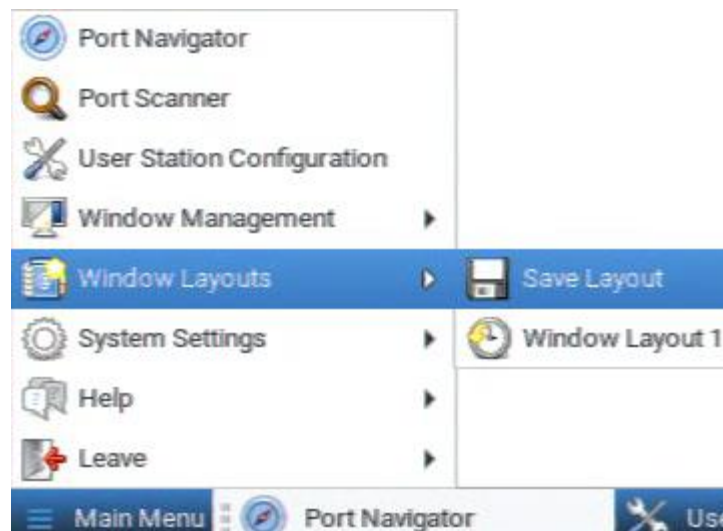 Port Navigator
Port Scanner
User Station Configuration
Window Management
Window Layouts
Save Layout
System Settings
Window Layout 1
Help
Leave
Main Menu
Port Navigator
Use